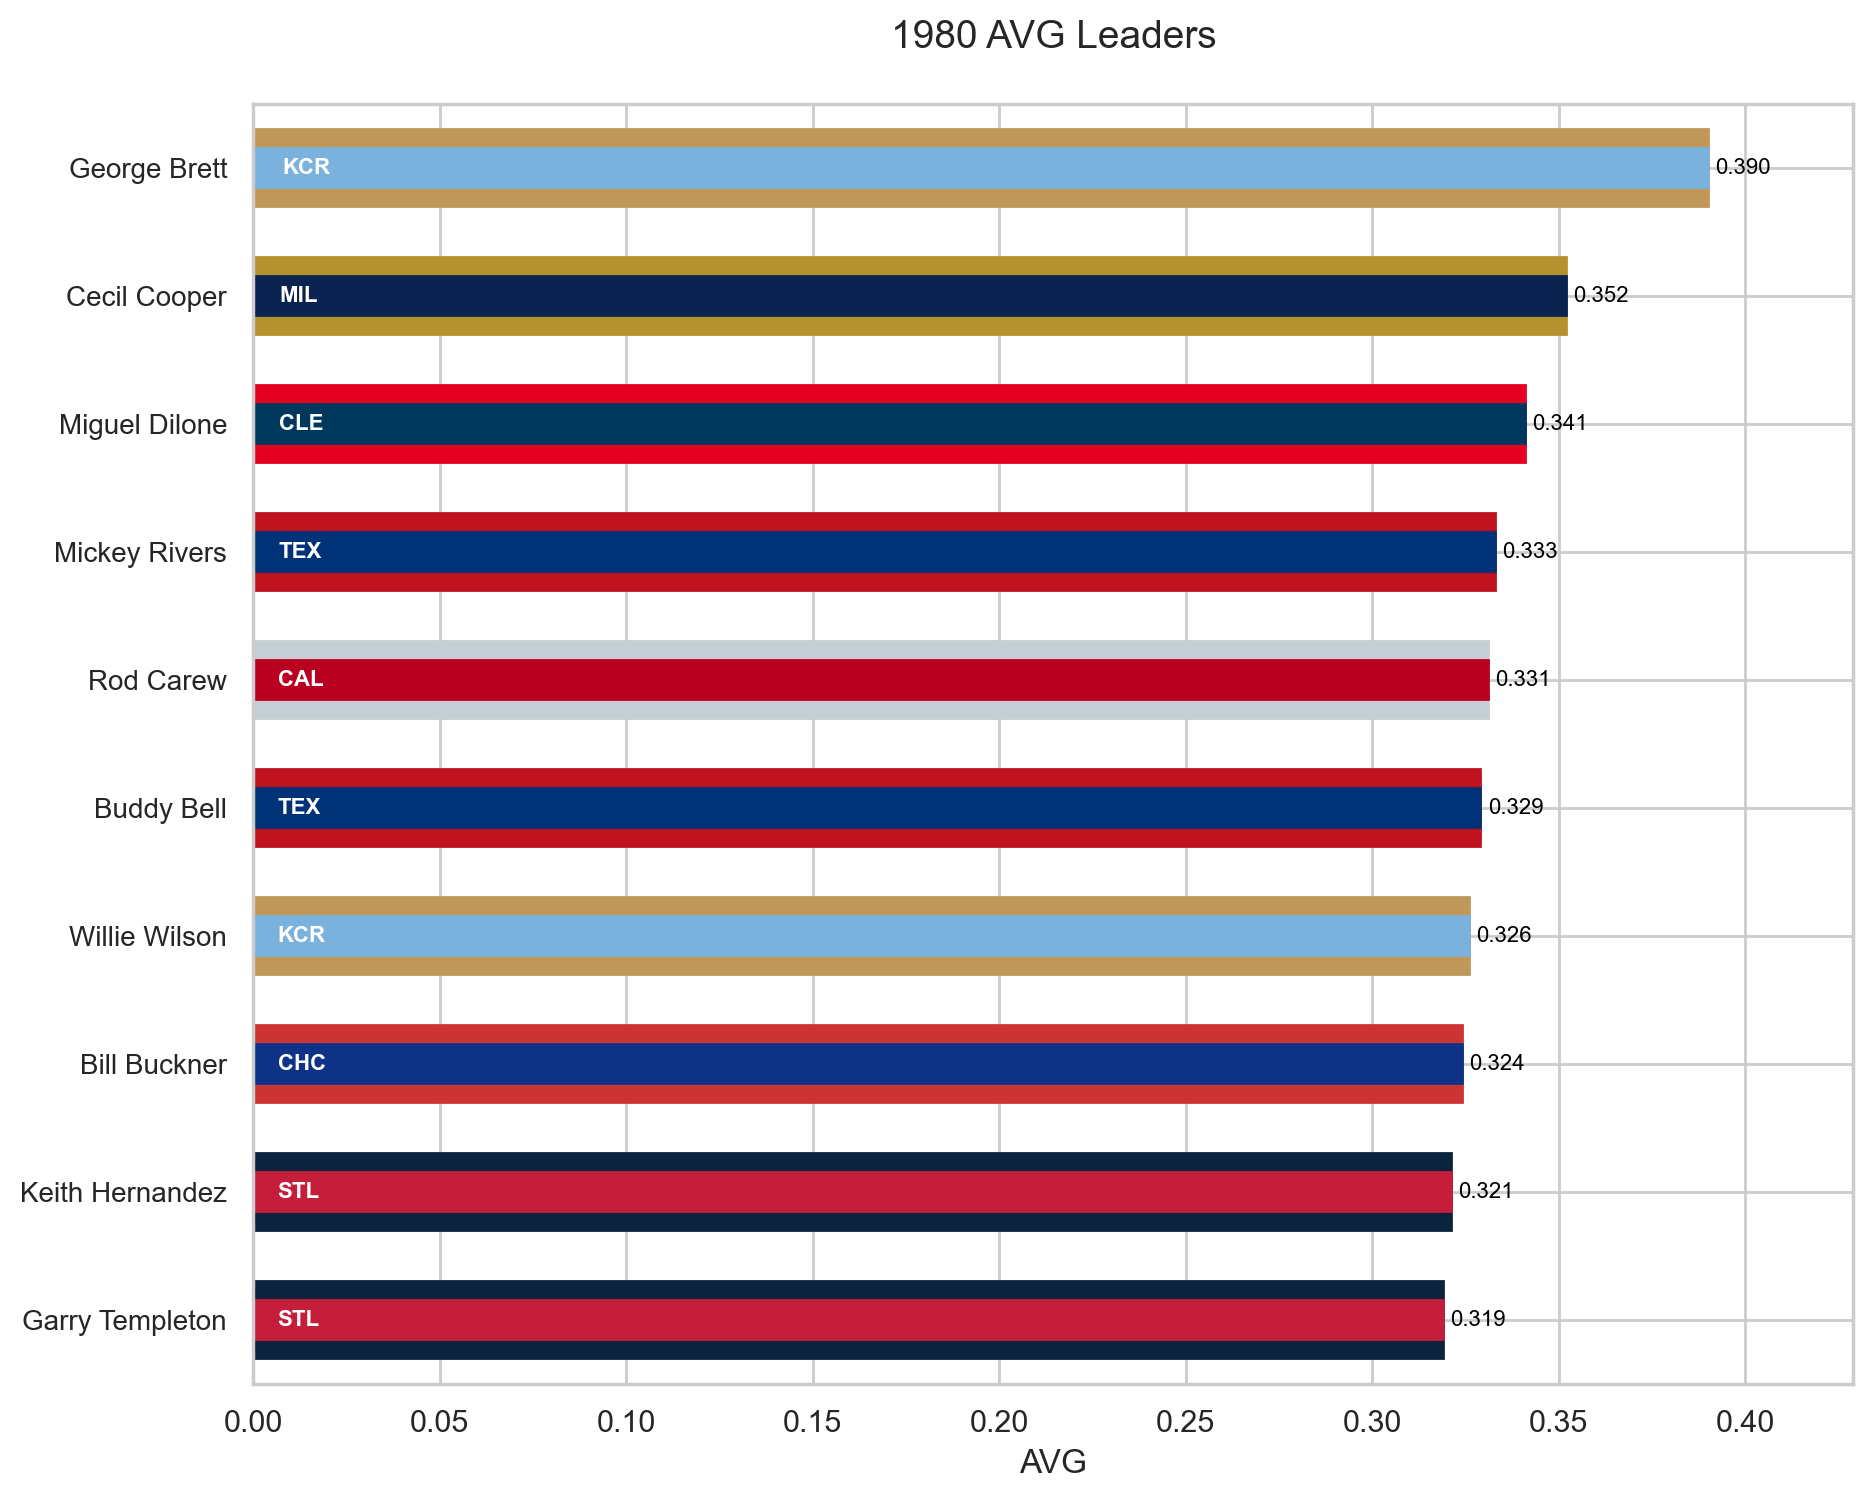 1980 AVG Leaders
George Brett KCR 0.390
Cecil Cooper MIL 0.352
Miguel Dilone CLE 0.341
Mickey Rivers TEX 0.333
Rod Carew CAL 0.331
Buddy Bell TEX 0.329
Willie Wilson KCR 0.326
Bill Buckner CHC 0.324
Keith Hernandez STL 0.321
Garry Templeton STL 0.319
0.00 0.05 0.10 0.15 0.20 0.25 0.30 0.35 0.40
AVG